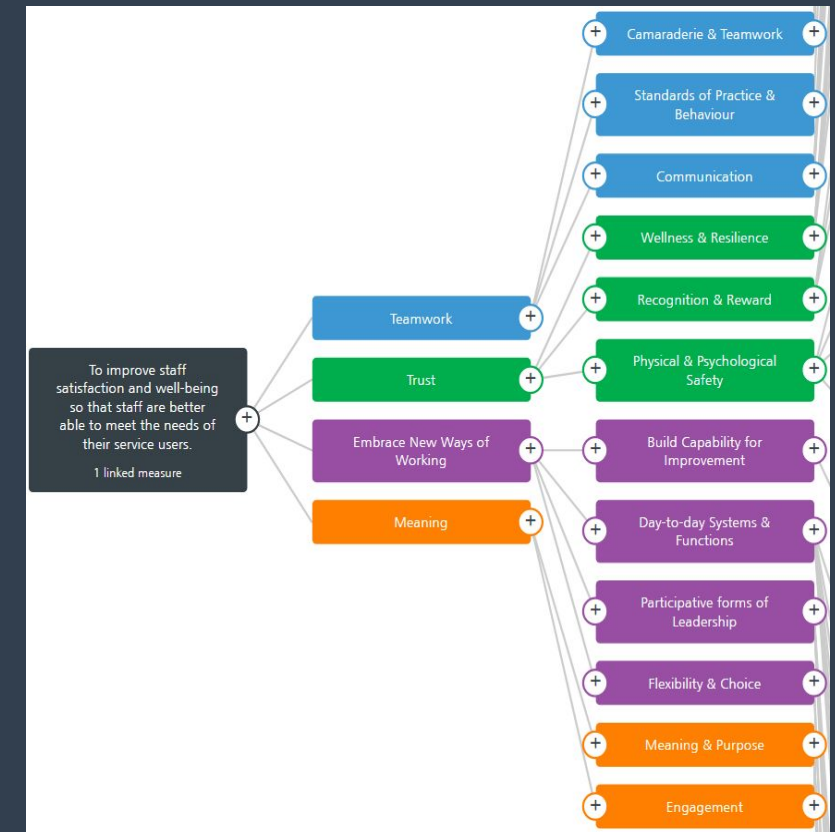 Camaraderie & Teamwork
Standards of Practice &
Behaviour
Communication
Wellness & Resilience
Recognition & Reward
Teamwork
To improve staff
satisfaction and well-being
so that staff are better
able to meet the needs of
their service users.
1 linked measure
Trust
Physical & Psychological
Safety
Embrace New Ways of
Working
Build Capability for
Improvement
Meaning
Day-to-day Systems &
Functions
Participative forms of
Leadership
Flexibility & Choice
Meaning & Purpose
Engagement